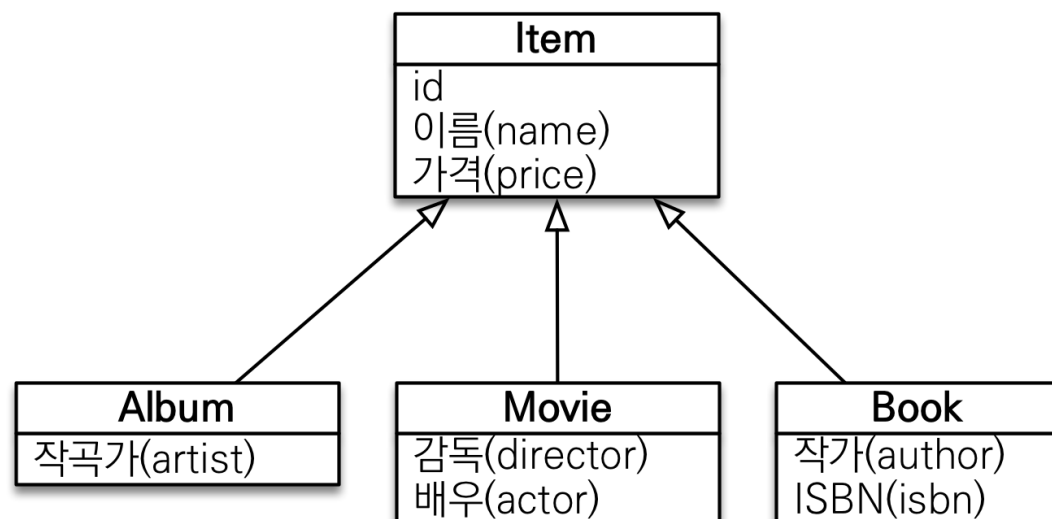 Item
id
이름(name)
가격(price)
Album
작곡가(artist)
Movie
감독(director)
배우(actor)
Book
작가(author)
ISBN(isbn)